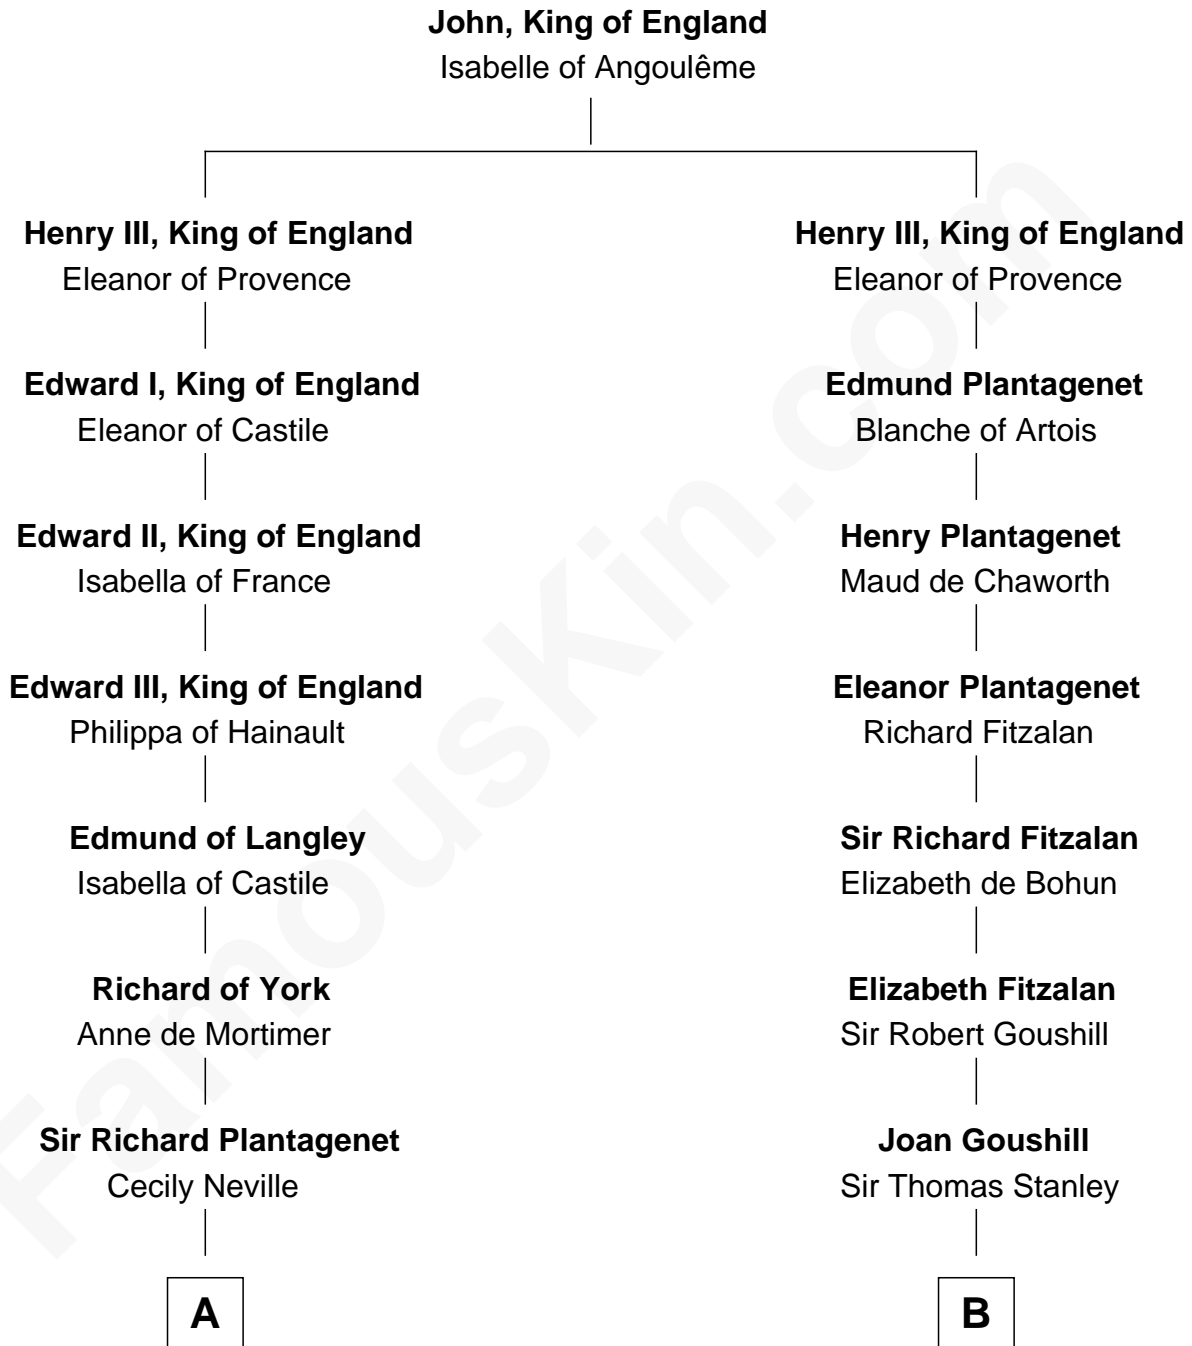 John, King of England
Isabelle of Angoulême
Henry III, King of England
Eleanor of Provence
Henry III, King of England
Eleanor of Provence
Edward I, King of England
Eleanor of Castile
Edmund Plantagenet
Blanche of Artois
Edward II, King of England
Isabella of France
Henry Plantagenet
Maud de Chaworth
Edward III, King of England
Philippa of Hainault
Eleanor Plantagenet
Richard Fitzalan
Edmund of Langley
Isabella of Castile
Sir Richard Fitzalan
Elizabeth de Bohun
Richard of York
Anne de Mortimer
Elizabeth Fitzalan
Sir Robert Goushill
Sir Richard Plantagenet
Cecily Neville
Joan Goushill
Sir Thomas Stanley
A
B
FamousKin.com